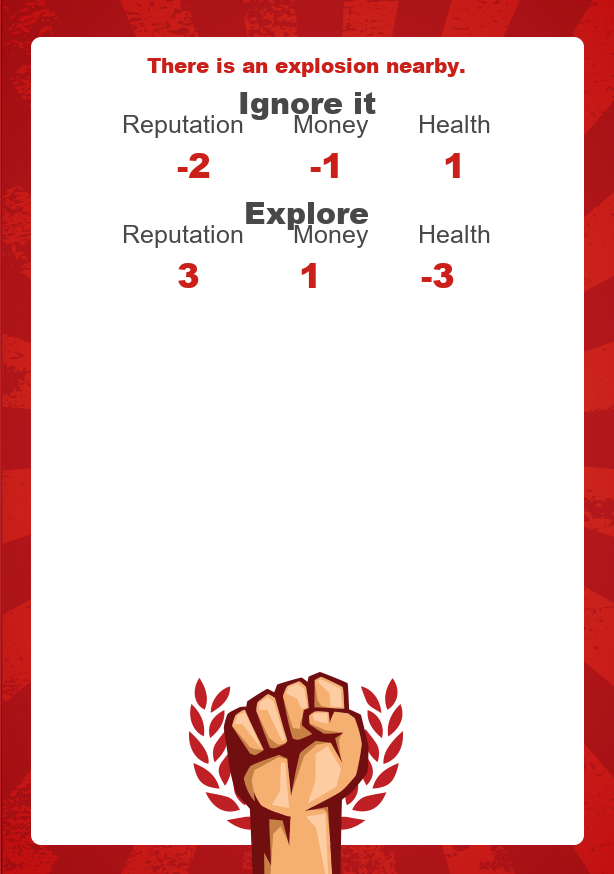 There is an explosion nearby.
Ignore it
Reputation Money Health
-2 -1 1
Explore
Reputation Money Health
3 1 -3